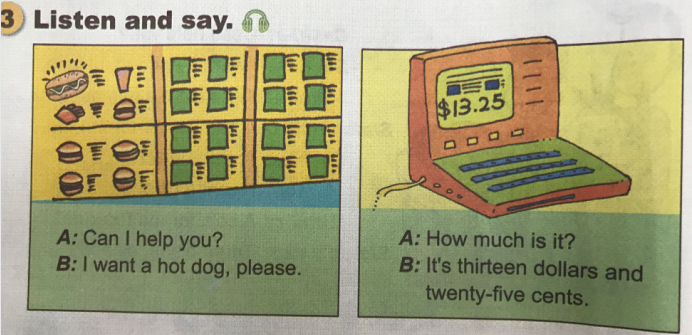 3 Listen and say.
A: Can I help you?
B: I want a hot dog, please.
$13.25
A: How much is it?
B: It's thirteen dollars and
twenty-five cents.